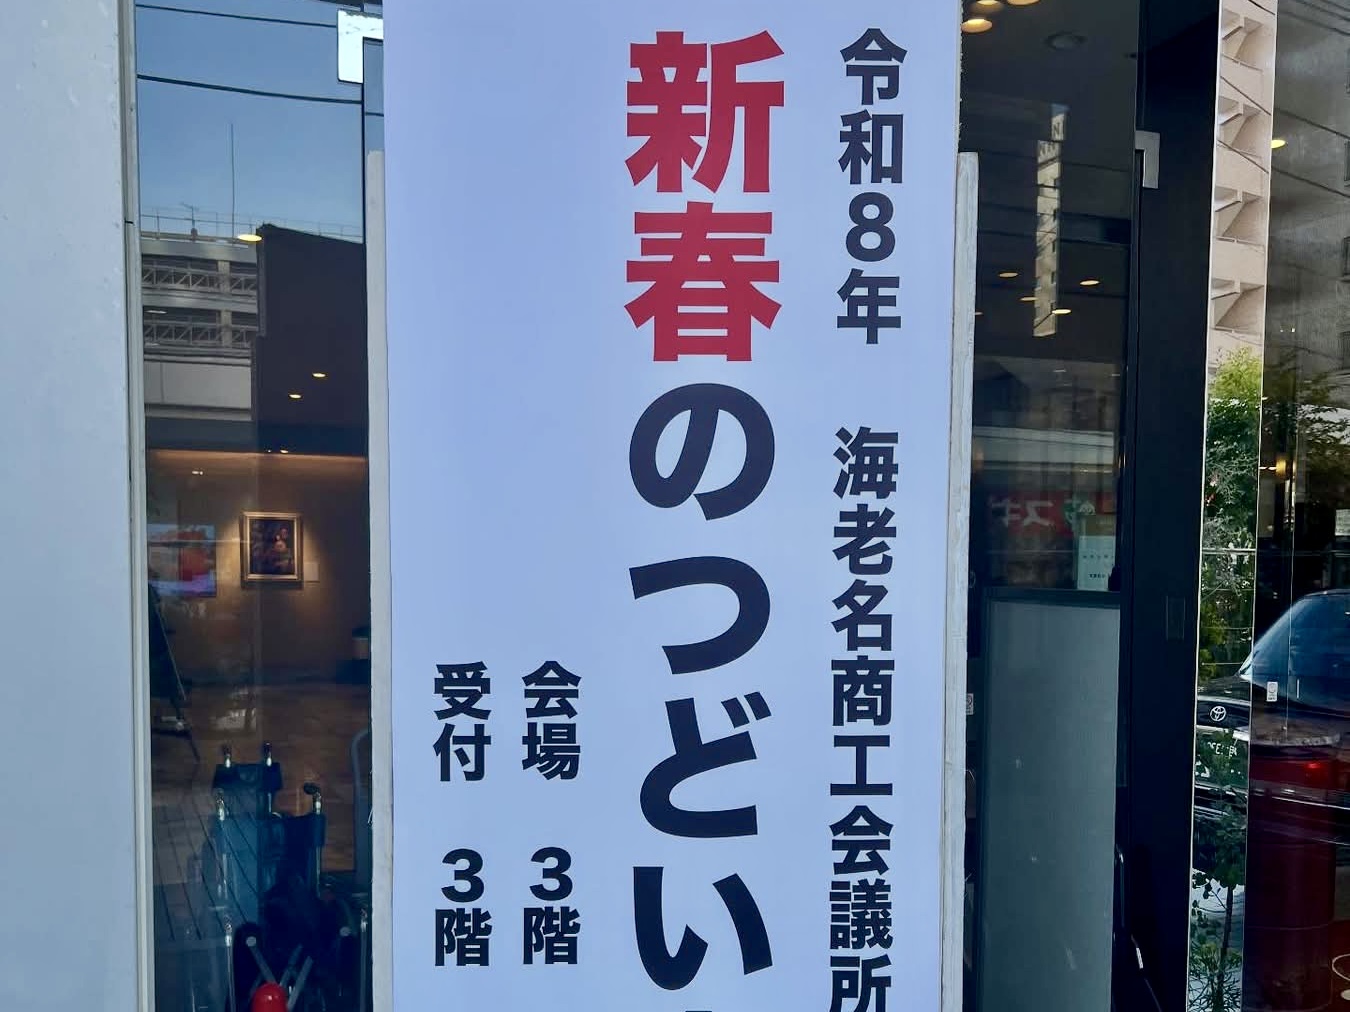 令和8年　海老名商工会議所
新春のつどい
会場　3階
受付　3階